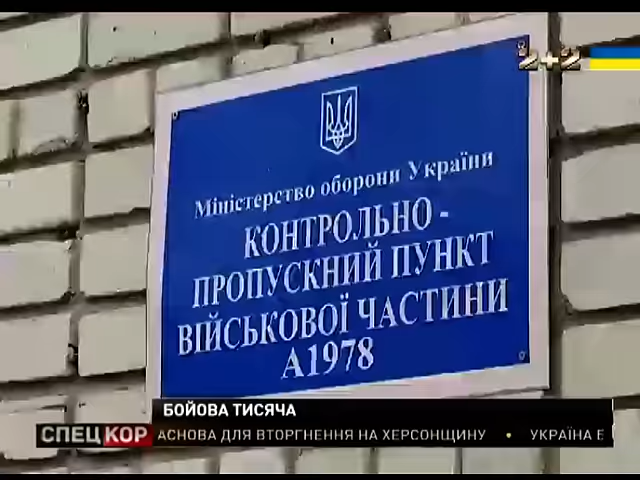 2+2
Міністерство оборони України
КОНТРОЛЬНО -
ПРОПУСКНИЙ ПУНКТ
ВІЙСЬКОВОЇ ЧАСТИНИ
А1978
БОЙОВА ТИСЯЧА
СПЕЦКОР
АСНОВА ДЛЯ ВТОРГНЕННЯ НА ХЕРСОНЩИНУ • УКРАЇНА Е